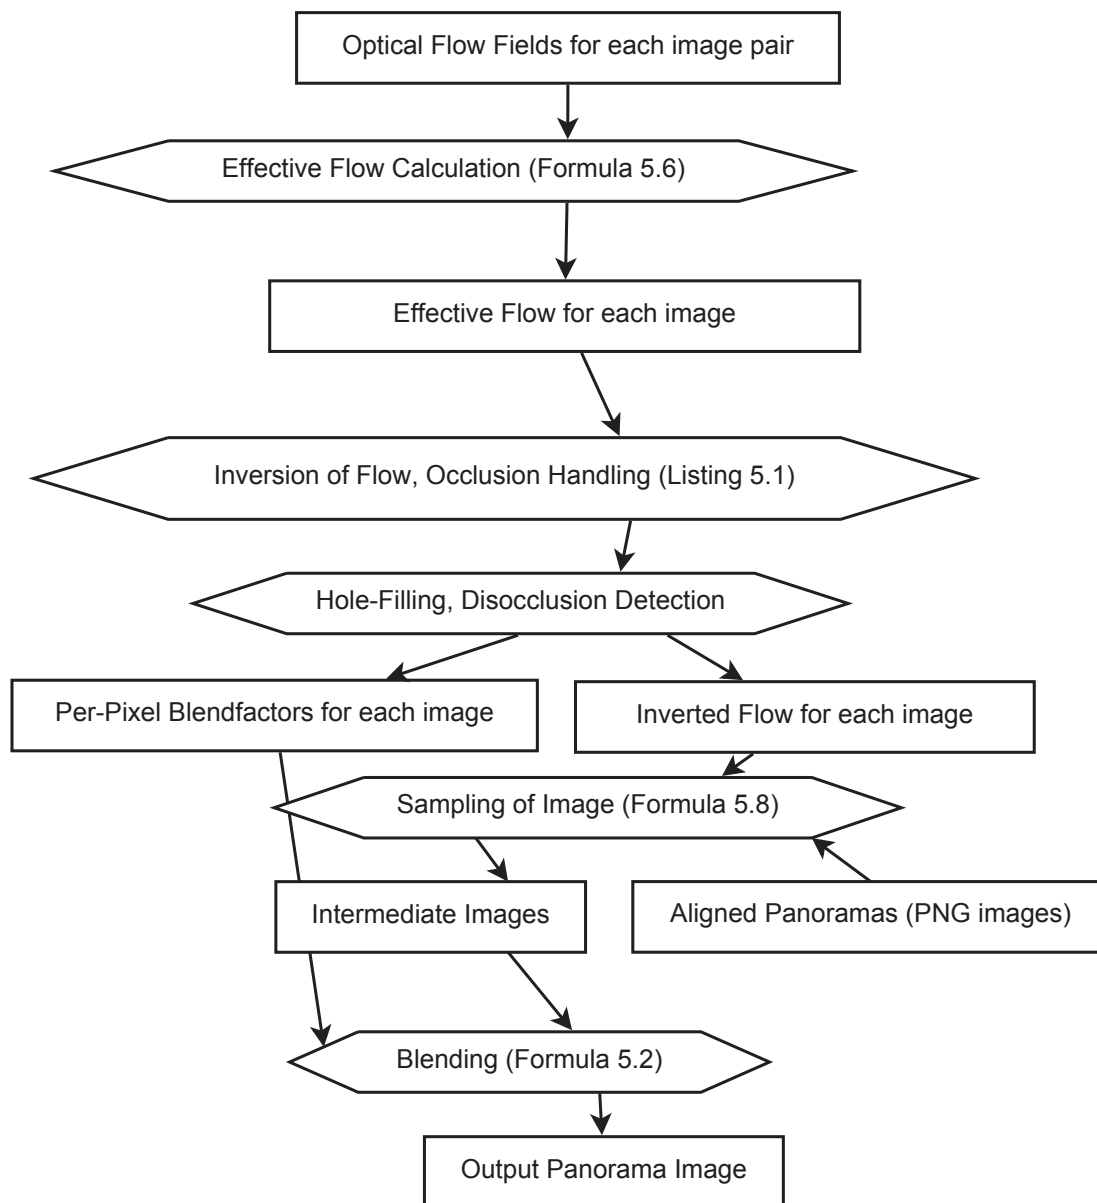 Optical Flow Fields for each image pair
Effective Flow Calculation (Formula 5.6)
Effective Flow for each image
Inversion of Flow, Occlusion Handling (Listing 5.1)
Hole-Filling, Disocclusion Detection
Per-Pixel Blendfactors for each image
Inverted Flow for each image
Sampling of Image (Formula 5.8)
Intermediate Images
Aligned Panoramas (PNG images)
Blending (Formula 5.2)
Output Panorama Image